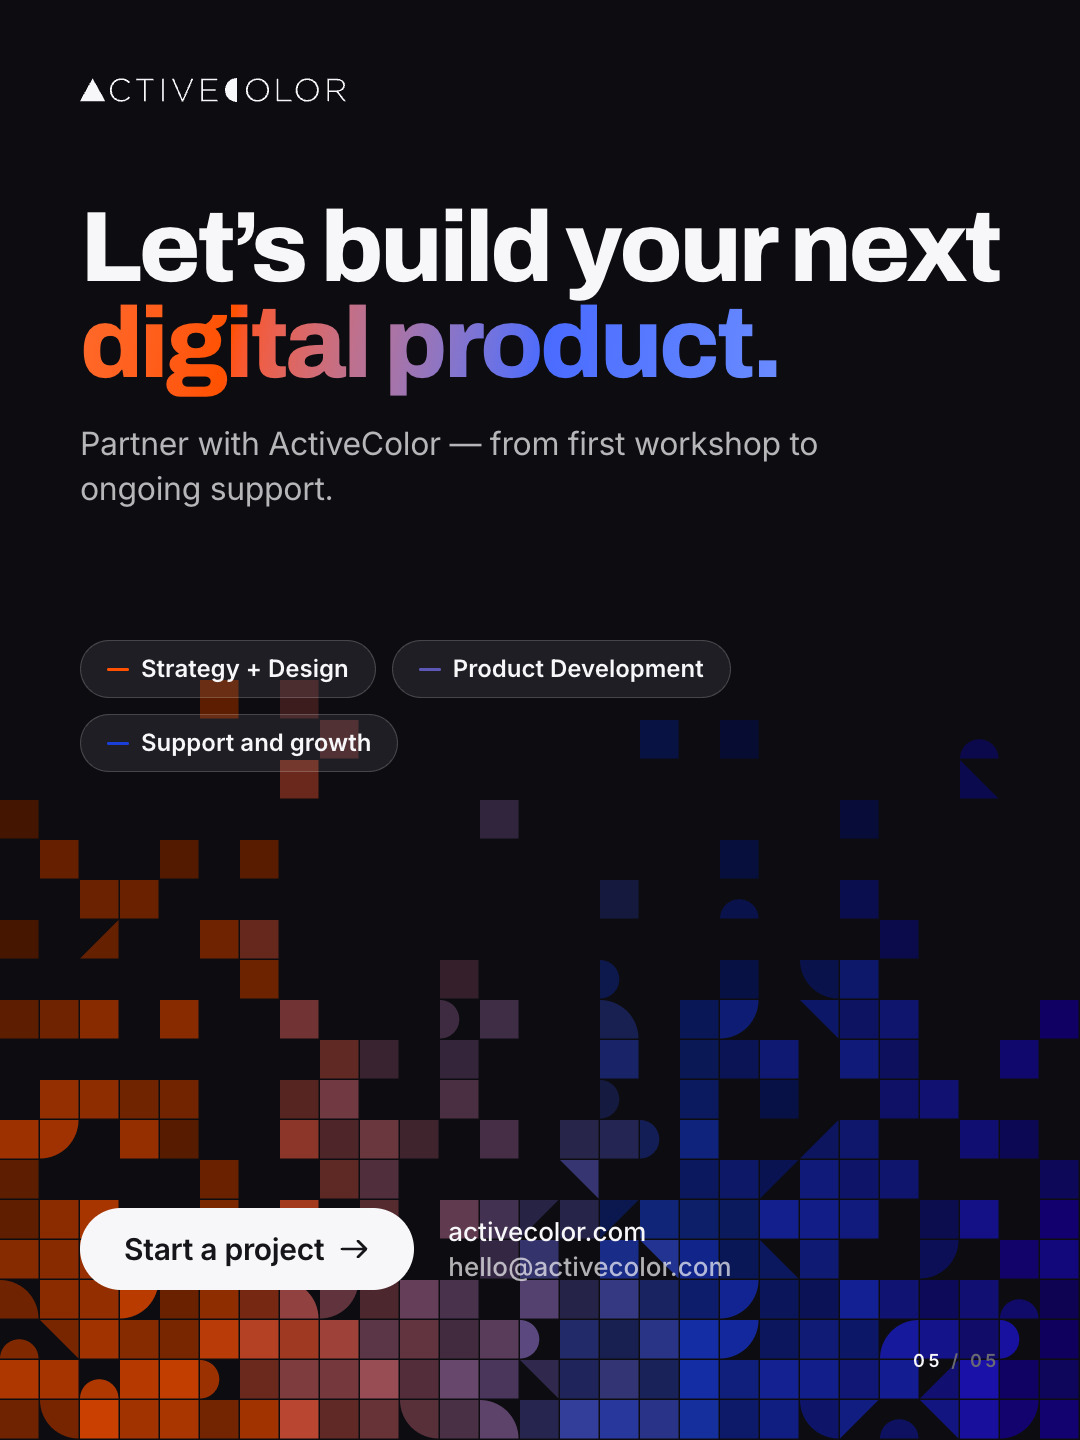 ACTIVECOLOR
Let’s build your next
digital product.
Partner with ActiveColor — from first workshop to
ongoing support.
Strategy + Design
Product Development
Support and growth
Start a project →
activecolor.com
hello@activecolor.com
05 / 05